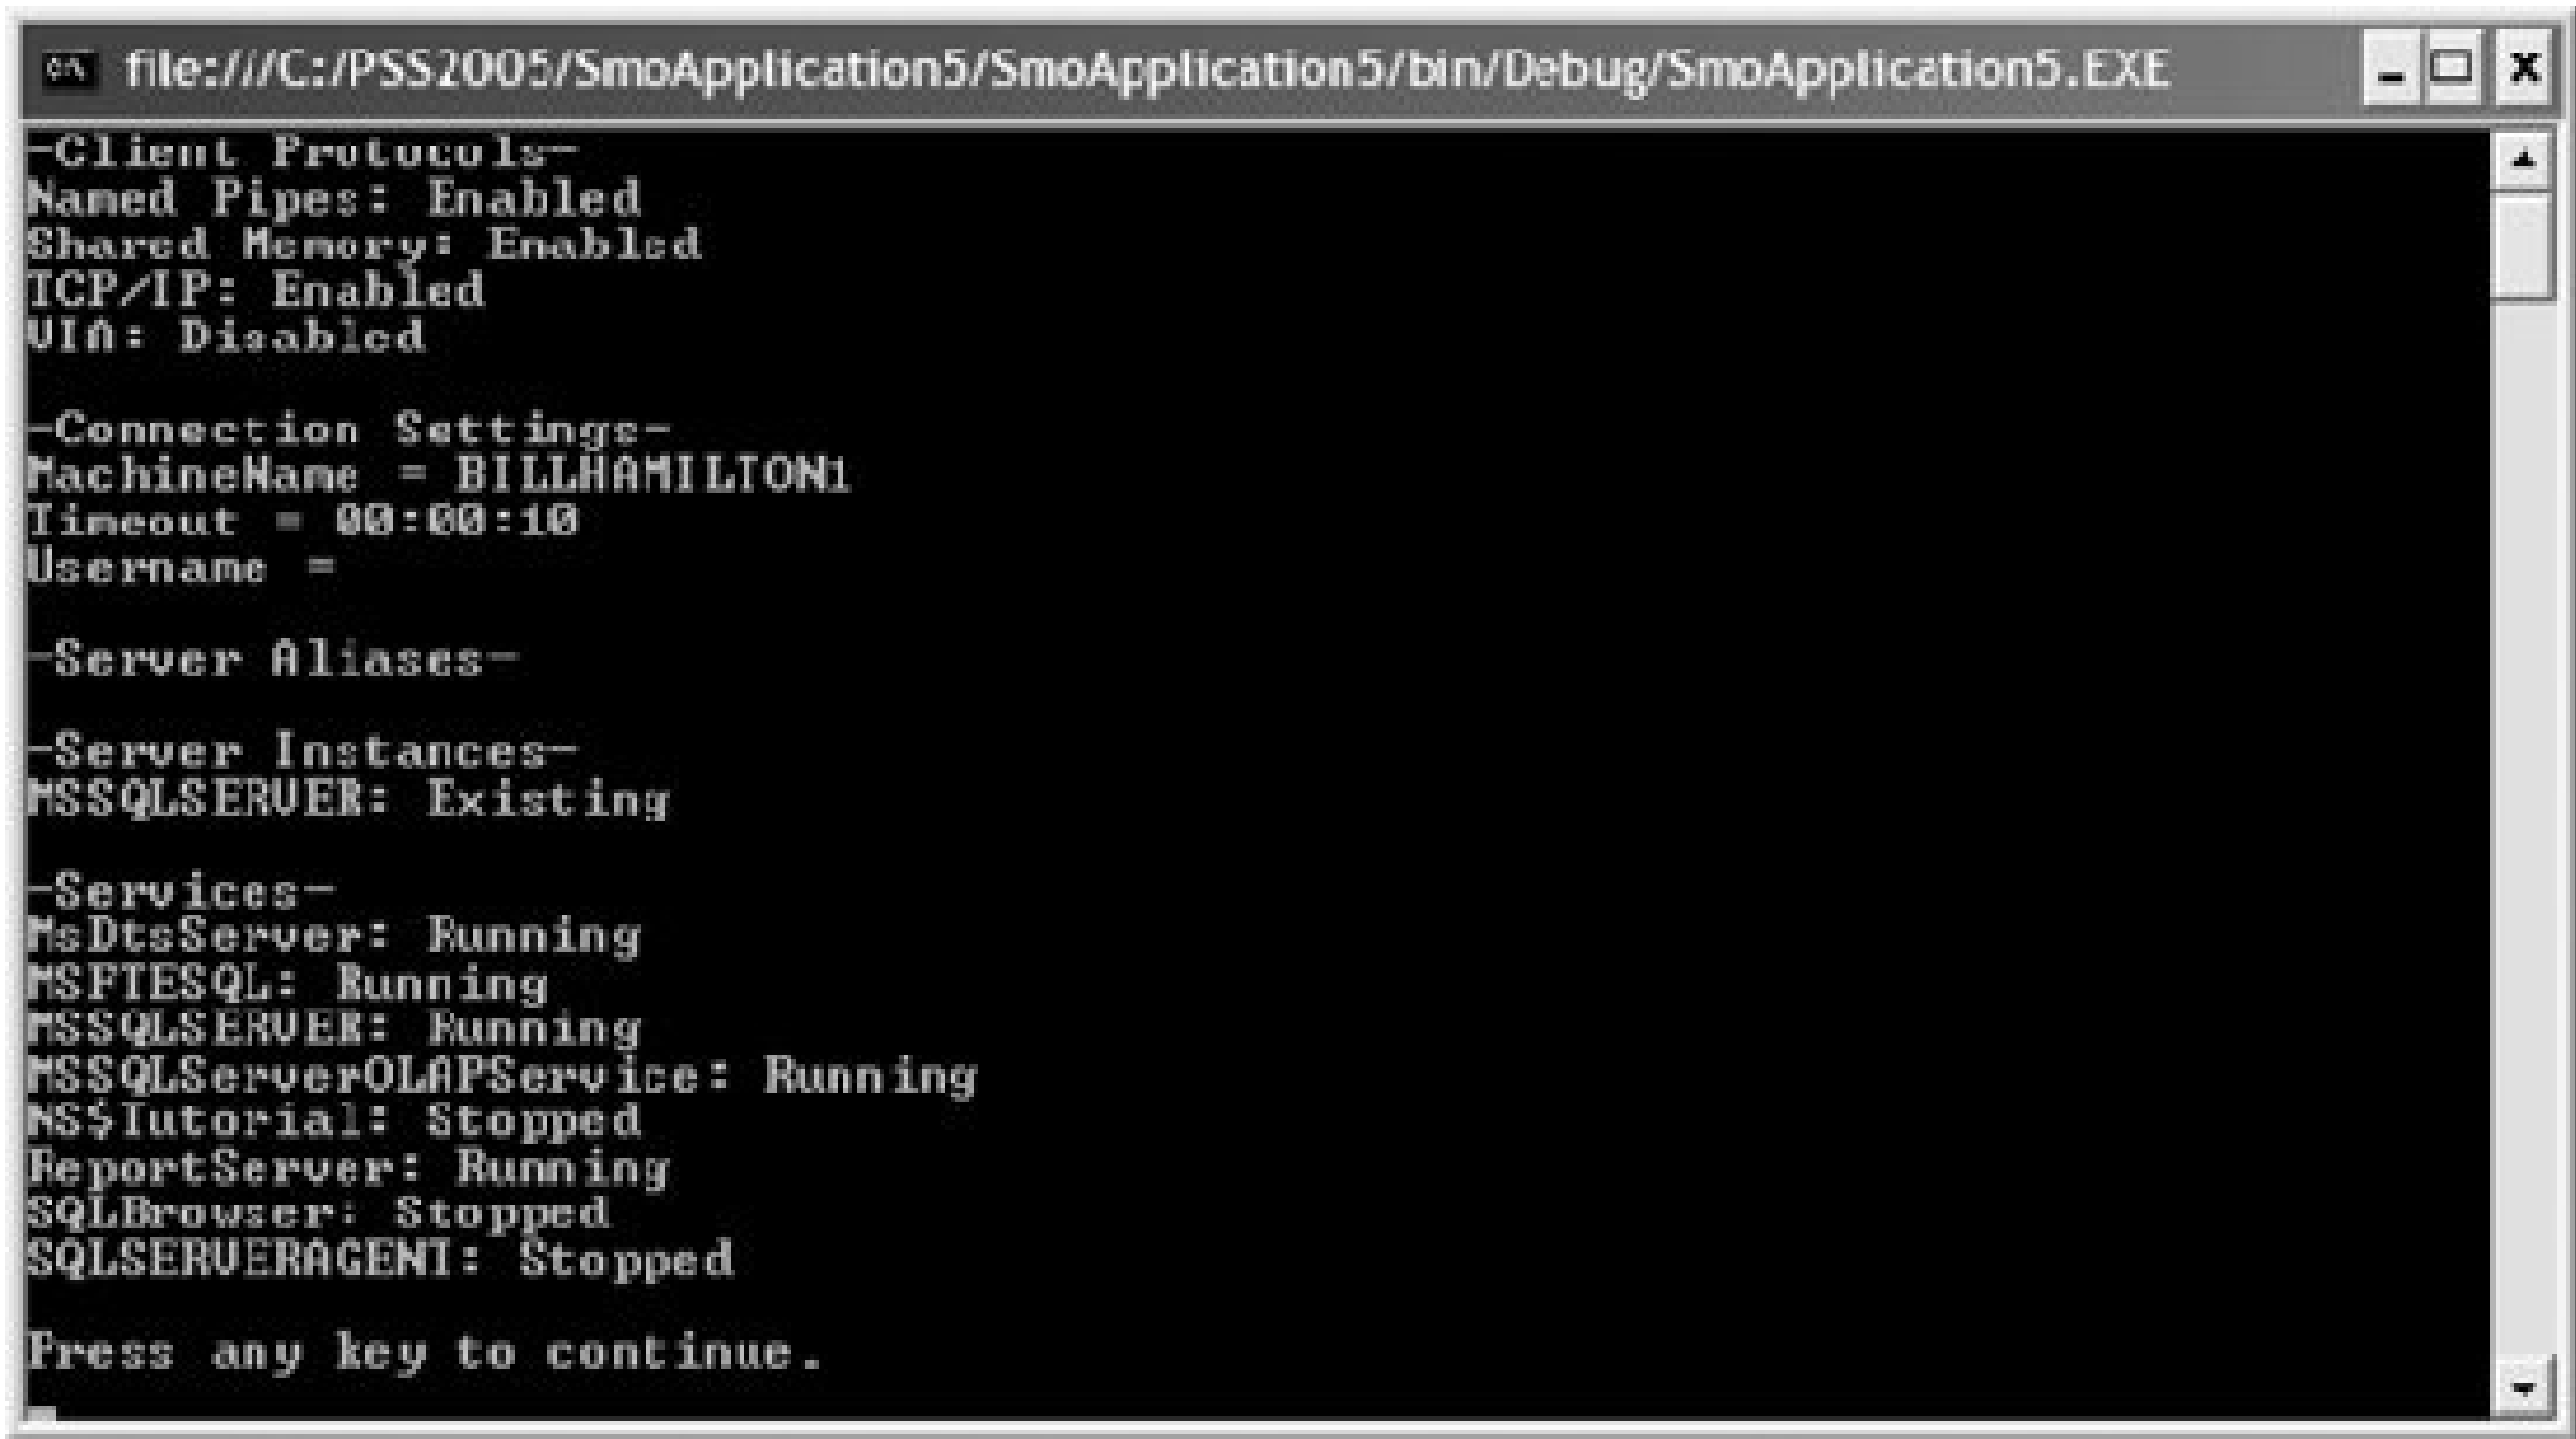 file:///C:/PSS2005/SmoApplication5/SmoApplication5/bin/Debug/SmoApplication5.EXE
-Client Protocols-
Named Pipes: Enabled
Shared Memory: Enabled
TCP/IP: Enabled
VIA: Disabled
-Connection Settings-
MachineName = BILLHAMILTON1
Timeout = 00:00:10
Username =
-Server Aliases-
-Server Instances-
MSSQLSERVER: Existing
-Services-
MsDtsServer: Running
MSFTESQL: Running
MSSQLSERVER: Running
MSSQLServerOLAPService: Running
NS$Tutorial: Stopped
ReportServer: Running
SQLBrowser: Stopped
SQLSERVERAGENT: Stopped
Press any key to continue.